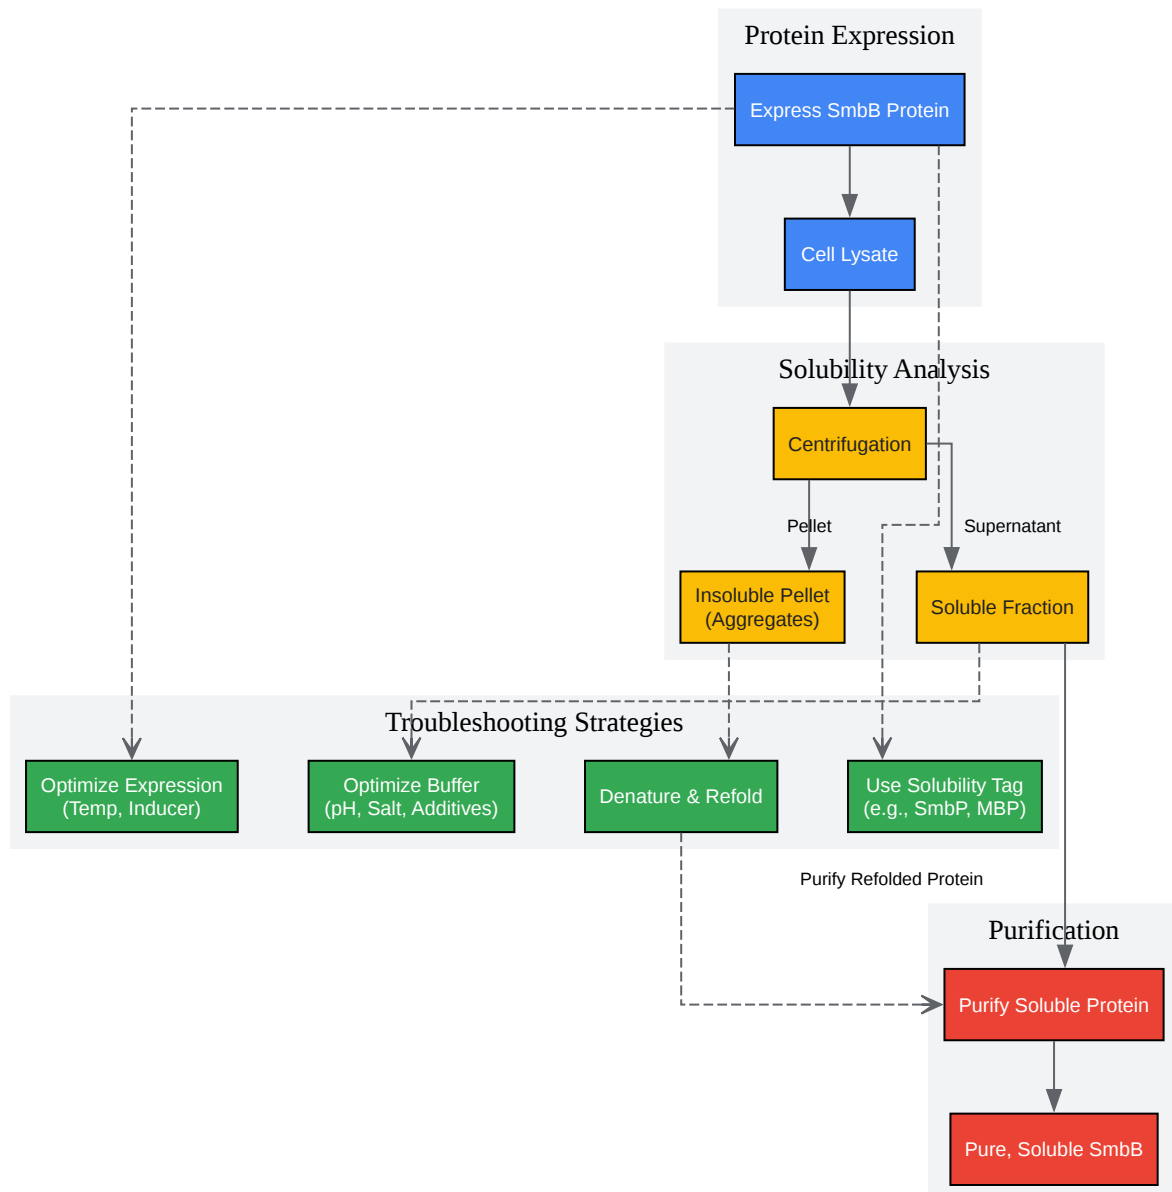 Protein Expression
Express SmbB Protein
Cell Lysate
Solubility Analysis
Centrifugation
Pellet
Supernatant
Insoluble Pellet
(Aggregates)
Soluble Fraction
Troubleshooting Strategies
Optimize Expression
(Temp, Inducer)
Optimize Buffer
(pH, Salt, Additives)
Denature & Refold
Use Solubility Tag
(e.g., SmbP, MBP)
Purify Refolded Protein
Purification
Purify Soluble Protein
Pure, Soluble SmbB